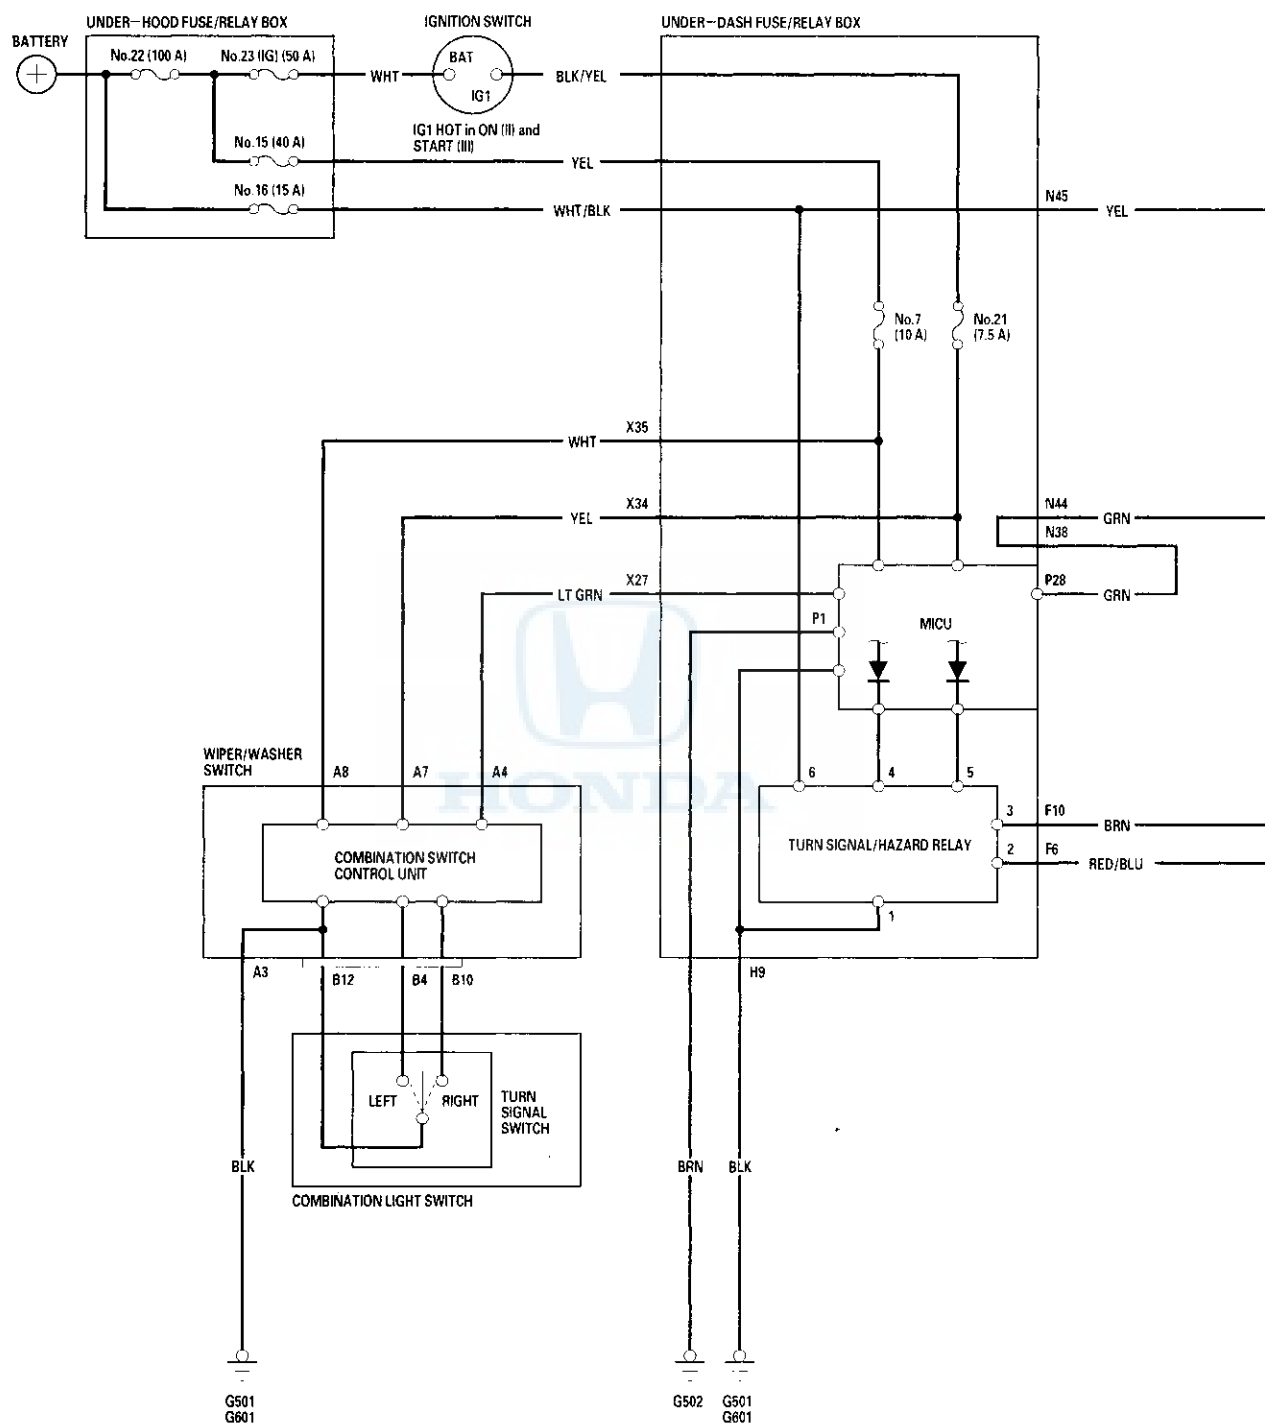 UNDER-HOOD FUSE/RELAY BOX
IGNITION SWITCH
UNDER-DASH FUSE/RELAY BOX
BATTERY
No.22 (100 A)
No.23 (IG) (50 A)
BAT
WHT
BLK/YEL
IG1
IG1 HOT in ON (II) and
START (III)
No.15 (40 A)
YEL
No.16 (15 A)
WHT/BLK
N45
YEL
No.7
(10 A)
No.21
(7.5 A)
X35
WHT
X34
YEL
N44
GRN
N38
X27
LT GRN
P28
GRN
P1
MICU
HONDA
WIPER/WASHER
SWITCH
A8
A7
A4
6
4
5
3
F10
BRN
COMBINATION SWITCH
CONTROL UNIT
TURN SIGNAL/HAZARD RELAY
2
F6
RED/BLU
1
A3
B12
B4
B10
H9
LEFT
RIGHT
TURN
SIGNAL
SWITCH
BLK
BRN
BLK
COMBINATION LIGHT SWITCH
G501
G601
G502
G501
G601